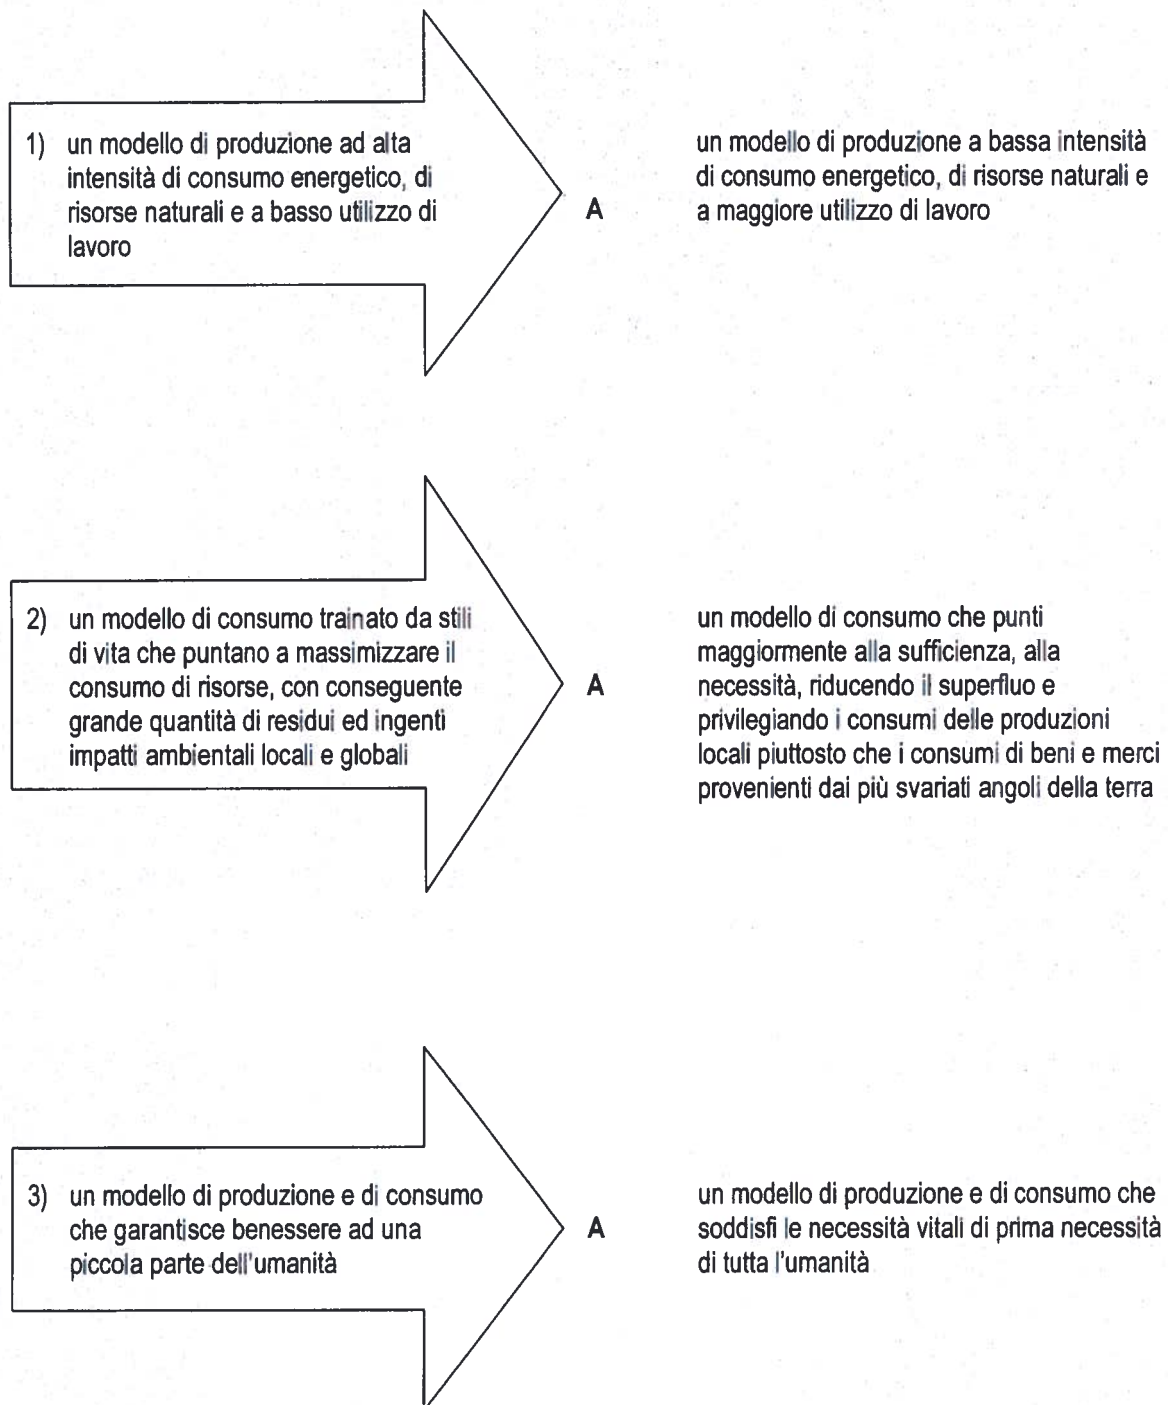 1) un modello di produzione ad alta
intensità di consumo energetico, di
risorse naturali e a basso utilizzo di
lavoro
A
un modello di produzione a bassa intensità
di consumo energetico, di risorse naturali e
a maggiore utilizzo di lavoro
2) un modello di consumo trainato da stili
di vita che puntano a massimizzare il
consumo di risorse, con conseguente
grande quantità di residui ed ingenti
impatti ambientali locali e globali
A
un modello di consumo che punti
maggiormente alla sufficienza, alla
necessità, riducendo il superfluo e
privilegiando i consumi delle produzioni
locali piuttosto che i consumi di beni e merci
provenienti dai più svariati angoli della terra
3) un modello di produzione e di consumo
che garantisce benessere ad una
piccola parte dell'umanità
A
un modello di produzione e di consumo che
soddisfi le necessità vitali di prima necessità
di tutta l'umanità